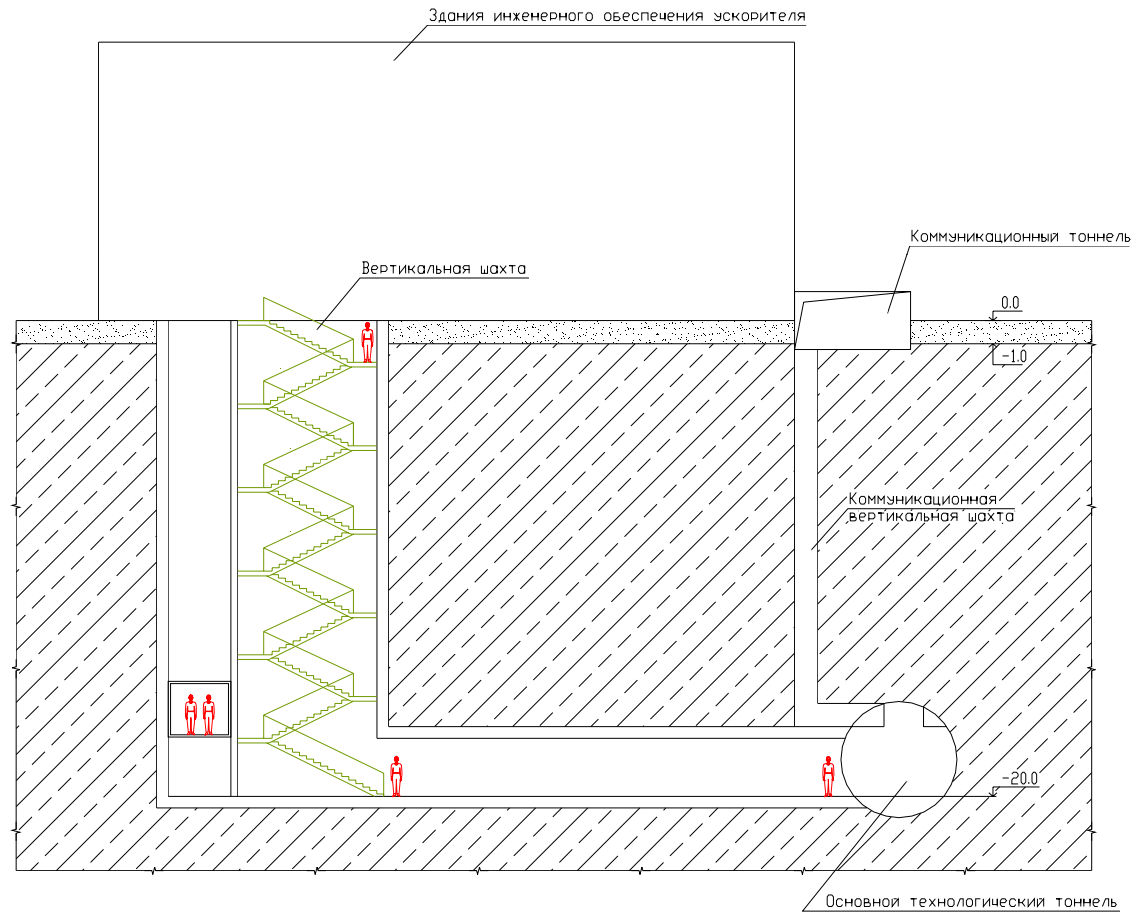 Здания инженерного обеспечения ускорителя
Коммуникационный тоннель
Вертикальная шахта
0.0
-1.0
Коммуникационная
вертикальная шахта
-20.0
Основной технологический тоннель